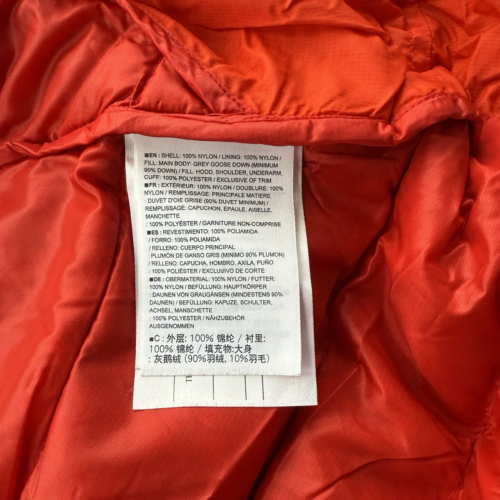 ■EN : SHELL: 100% NYLON / LINING: 100% NYLON /
FILL: MAIN BODY: GREY GOOSE DOWN (MINIMUM
90% DOWN) / FILL HOOD, SHOULDER, UNDERARM,
CUFF: 100% POLYESTER / EXCLUSIVE OF TRIM
■FR : EXTÉRIEUR: 100% NYLON / DOUBLURE: 100%
NYLON / REMPLISSAGE: PRINCIPALE MATIERE
: DUVET D'OIE GRISE (90% DUVET MINIMUM) /
REMPLISSAGE: CAPUCHON, ÉPAULE, AISELLE,
MANCHETTE
: 100% POLYESTER / GARNITURE NON-COMPRISE
■ES : REVESTIMIENTO: 100% POLIAMIDA
/ FORRO: 100% POLIAMIDA
/ RELLENO: CUERPO PRINCIPAL
: PLUMÓN DE GANSO GRIS (MINIMO 90% PLUMÓN)
/ RELLENO: CAPUCHA, HOMBRO, AXILA, PUÑO
: 100% POLIÉSTER / EXCLUSIVO DE CORTE
■DE : OBERMATERIAL: 100% NYLON / FUTTER:
100% NYLON / BEFÜLLUNG: HAUPTKÖRPER
: DAUNEN VON GRAUGÄNSEN (MINDESTENS 90%
DAUNEN) / BEFÜLLUNG: KAPUZE, SCHULTER,
ACHSEL, MANSCHETTE
: 100% POLYESTER / NÄHZUBEHÖR
AUSGENOMMEN
■C : 外层: 100% 锦纶 / 衬里:
100% 锦纶 / 填充物: 大身
: 灰鹅绒 (90%羽绒, 10%羽毛)